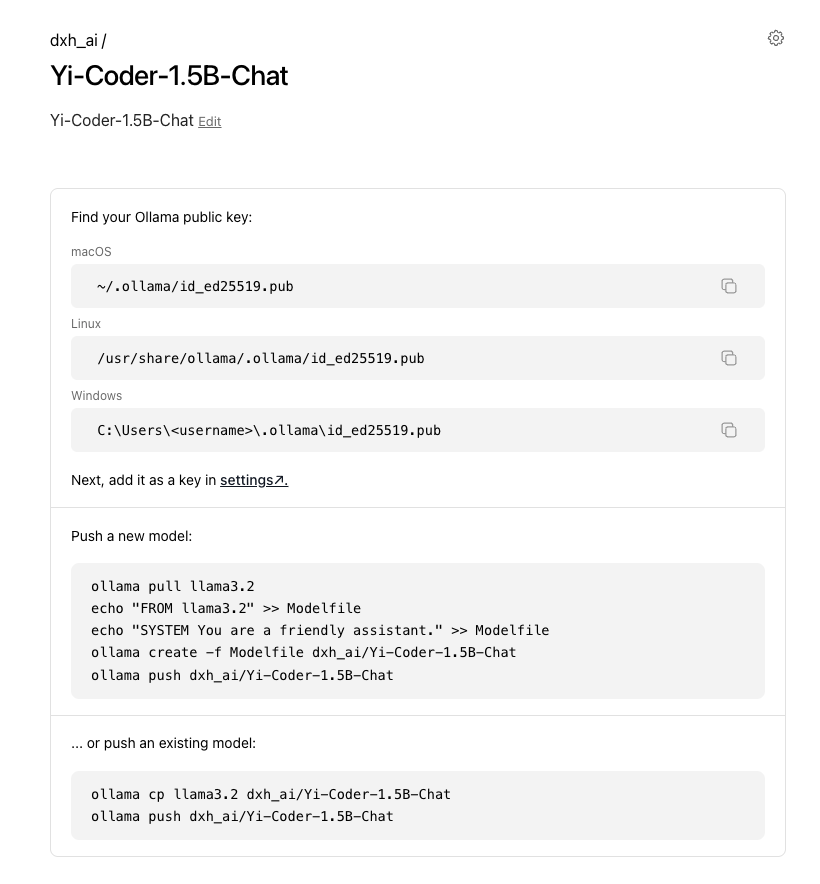 dxh_ai /
Yi-Coder-1.5B-Chat
Yi-Coder-1.5B-Chat Edit
Find your Ollama public key:
macOS
~/.ollama/id_ed25519.pub
Linux
/usr/share/ollama/.ollama/id_ed25519.pub
Windows
C:\Users\<username>\.ollama\id_ed25519.pub
Next, add it as a key in settings↗.
Push a new model:
ollama pull llama3.2
echo "FROM llama3.2" >> Modelfile
echo "SYSTEM You are a friendly assistant." >> Modelfile
ollama create -f Modelfile dxh_ai/Yi-Coder-1.5B-Chat
ollama push dxh_ai/Yi-Coder-1.5B-Chat
... or push an existing model:
ollama cp llama3.2 dxh_ai/Yi-Coder-1.5B-Chat
ollama push dxh_ai/Yi-Coder-1.5B-Chat